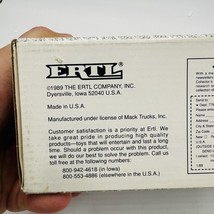 ERTL
©1989 THE ERTL COMPANY, INC.
Dyersville, Iowa 52040 U.S.A.
Made in U.S.A.
Manufactured under license of Mack Trucks, Inc.
Customer satisfaction is a priority at Ertl. We
take great pride in producing high quality
products—toys that will entertain and last a long
time. Should a problem occur with this product,
we will do our best to solve the problem. Call us
toll free at the following numbers:
800-942-4618 (in Iowa)
800-553-4886 (elsewhere in the U.S.A.)